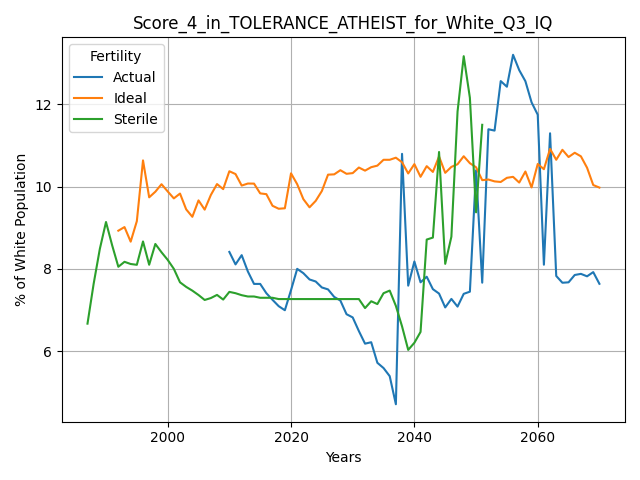 Score_4_in_TOLERANCE_ATHEIST_for_White_Q3_IQ
Fertility
Actual
Ideal
Sterile
% of White Population
12
10
8
6
2000
2020
2040
2060
Years